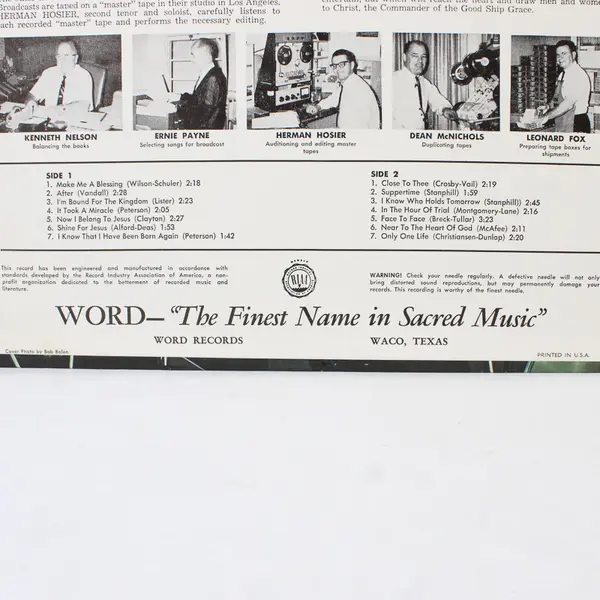 Broadcasts are taped on a "master" tape in their studio in Los Angeles,
HERMAN HOSIER, second tenor and soloist, carefully listens to
each recorded "master" tape and performs the necessary editing.
to Christ, the Commander of the Good Ship Grace.
KENNETH NELSON
Balancing the books
ERNIE PAYNE
Selecting songs for broadcast
HERMAN HOSIER
Auditioning and editing master
tapes
DEAN McNICHOLS
Duplicating tapes
LEONARD FOX
Preparing tape boxes for
shipments
SIDE 1
1. Make Me A Blessing (Wilson-Schuler) 2:18
2. After (Vandall) 2:28
3. I'm Bound For The Kingdom (Lister) 2:23
4. It Took A Miracle (Peterson) 2:05
5. Now I Belong To Jesus (Clayton) 2:27
6. Shine For Jesus (Alford-Deas) 1:53
7. I Know That I Have Been Born Again (Peterson) 1:42
SIDE 2
1. Close To Thee (Crosby-Vail) 2:19
2. Suppertime (Stanphill) 1:59
3. I Know Who Holds Tomorrow (Stanphill) 2:45
4. In The Hour Of Trial (Montgomery-Lane) 2:16
5. Face To Face (Breck-Tullar) 3:23
6. Near To The Heart Of God (McAfee) 2:11
7. Only One Life (Christiansen-Dunlop) 2:20
This record has been engineered and manufactured in accordance with
standards developed by the Record Industry Association of America, a non-
profit organization dedicated to the betterment of recorded music and
literature.
RIAA
WARNING! Check your needle regularly. A defective needle will not only
bring distorted sound reproductions, but may permanently damage your
records. This recording is worthy of the finest needle.
WORD—"The Finest Name in Sacred Music"
WORD RECORDS WACO, TEXAS
Cover Photo by Bob Bolen
PRINTED IN U.S.A.